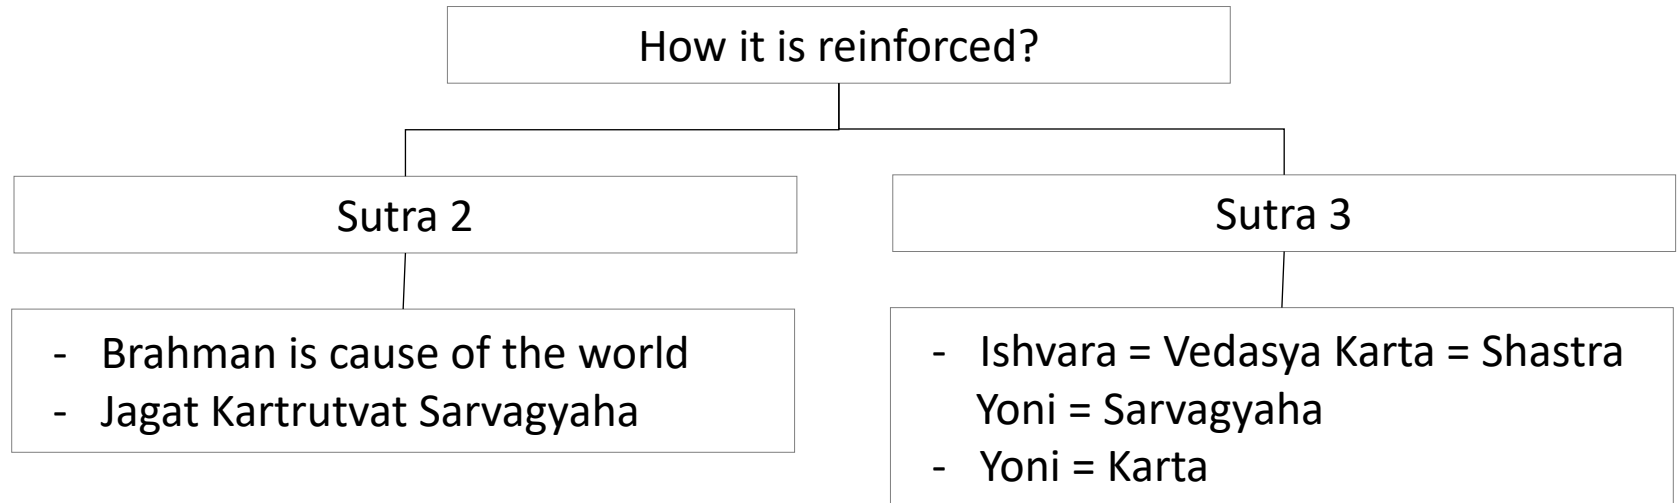 How it is reinforced?
Sutra 2
- Brahman is cause of the world
- Jagat Kartrutvat Sarvagyaha
Sutra 3
- Ishvara = Vedasya Karta = Shastra
Yoni = Sarvagyaha
- Yoni = Karta